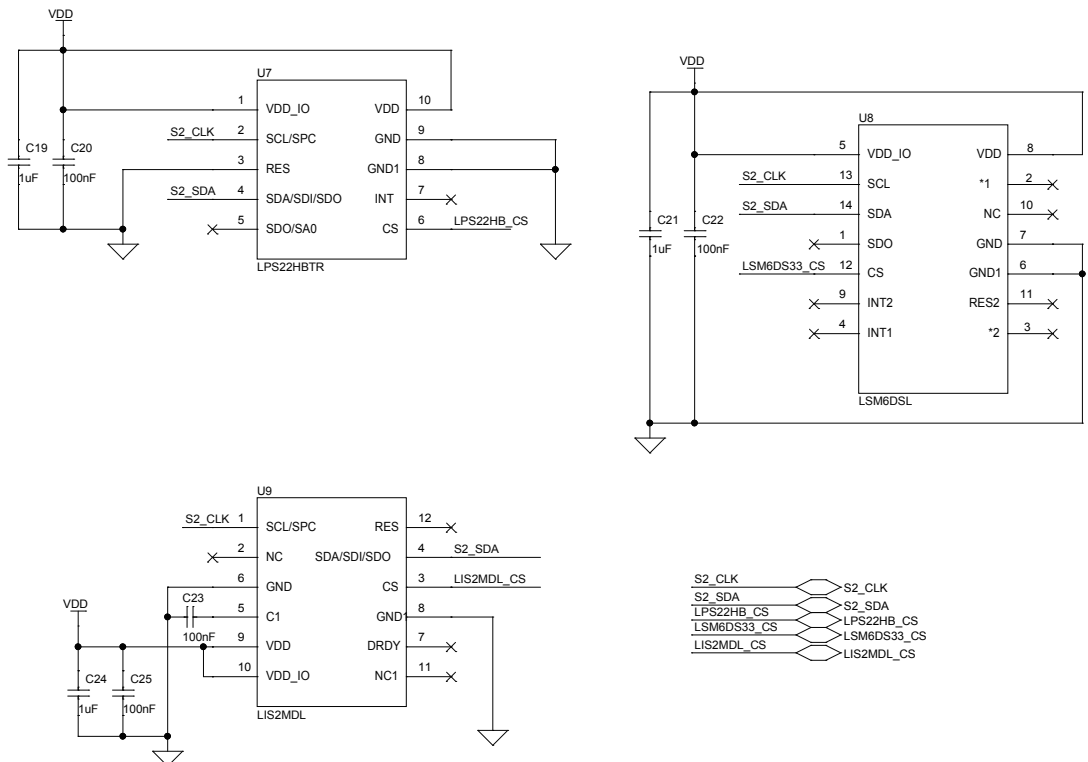 VDD
U7
1 VDD_IO VDD 10
S2_CLK 2 SCL/SPC GND 9
C19 C20
1uF 100nF
3 RES GND1 8
S2_SDA 4 SDA/SDI/SDO INT 7
5 SDO/SA0 CS 6 LPS22HB_CS
LPS22HBTR
VDD
U8
5 VDD_IO VDD 8
S2_CLK 13 SCL *1 2
S2_SDA 14 SDA NC 10
C21 C22
1uF 100nF
1 SDO GND 7
LSM6DS33_CS 12 CS GND1 6
9 INT2 RES2 11
4 INT1 *2 3
LSM6DSL
U9
S2_CLK 1 SCL/SPC RES 12
2 NC SDA/SDI/SDO 4 S2_SDA
6 GND CS 3 LIS2MDL_CS
C23
100nF
5 C1 GND1 8
VDD
9 VDD DRDY 7
10 VDD_IO NC1 11
C24 C25
1uF 100nF
LIS2MDL
S2_CLK S2_CLK
S2_SDA S2_SDA
LPS22HB_CS LPS22HB_CS
LSM6DS33_CS LSM6DS33_CS
LIS2MDL_CS LIS2MDL_CS